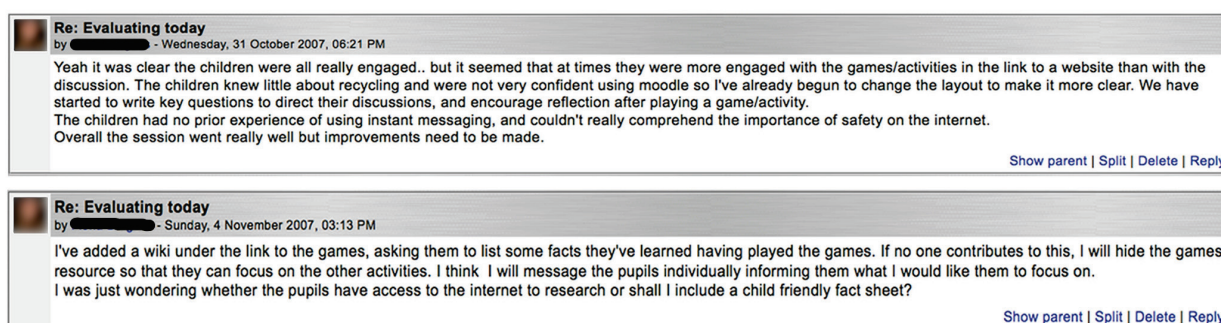 Re: Evaluating today
by - Wednesday, 31 October 2007, 06:21 PM
Yeah it was clear the children were all really engaged.. but it seemed that at times they were more engaged with the games/activities in the link to a website than with the
discussion. The children knew little about recycling and were not very confident using moodle so I've already begun to change the layout to make it more clear. We have
started to write key questions to direct their discussions, and encourage reflection after playing a game/activity.
The children had no prior experience of using instant messaging, and couldn't really comprehend the importance of safety on the internet.
Overall the session went really well but improvements need to be made.
Show parent | Split | Delete | Reply
Re: Evaluating today
by - Sunday, 4 November 2007, 03:13 PM
I've added a wiki under the link to the games, asking them to list some facts they've learned having played the games. If no one contributes to this, I will hide the games
resource so that they can focus on the other activities. I think I will message the pupils individually informing them what I would like them to focus on.
I was just wondering whether the pupils have access to the internet to research or shall I include a child friendly fact sheet?
Show parent | Split | Delete | Reply